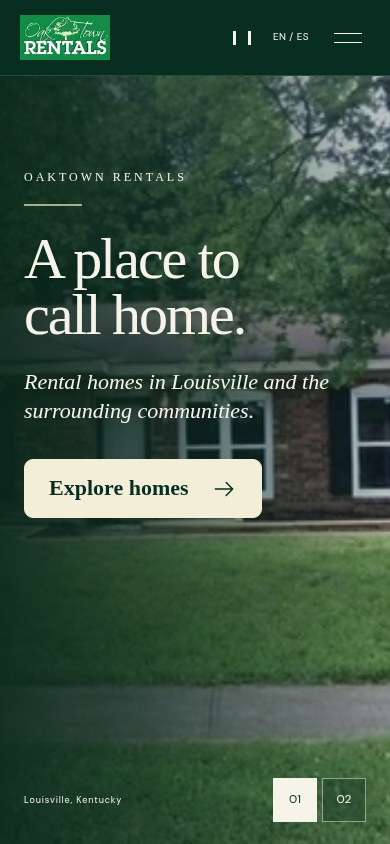 Oak Town
RENTALS
EN / ES
OAKTOWN RENTALS
A place to
call home.
Rental homes in Louisville and the
surrounding communities.
Explore homes
Louisville, Kentucky
01
02